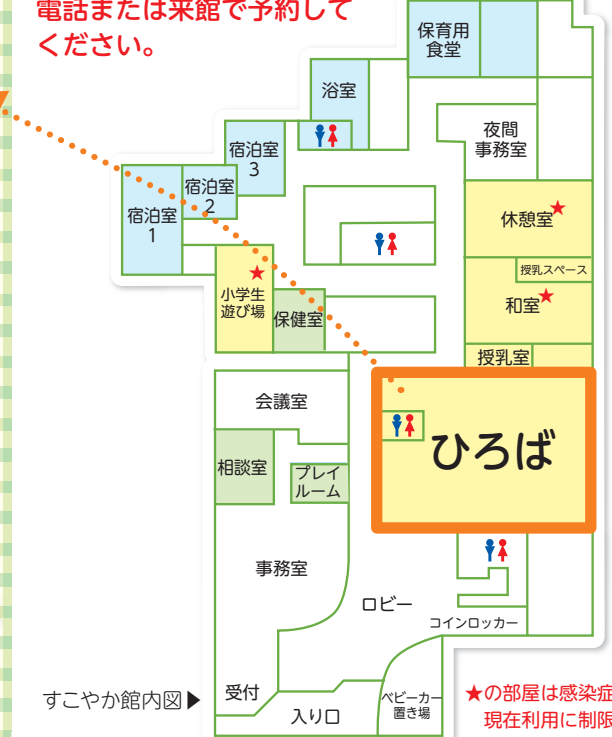 電話または来館で予約して
ください。
保育用
食堂
浴室
夜間
事務室
宿泊室
3
宿泊室
2
宿泊室
1
休憩室★
授乳スペース
和室★
★
小学生
遊び場
保健室
授乳室
会議室
ひろば
相談室
プレイ
ルーム
事務室
ロビー
コインロッカー
すこやか館内図▶
受付
入り口
ベビーカー
置き場
★の部屋は感染症
現在利用に制限